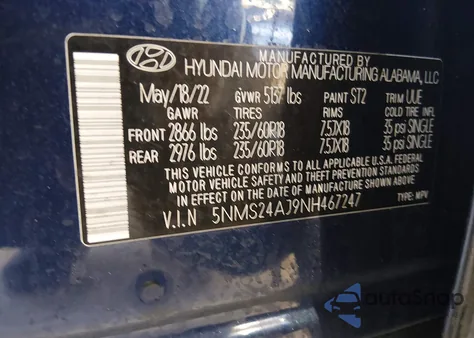 MANUFACTURED BY
HYUNDAI MOTOR MANUFACTURING ALABAMA, LLC
May/18/22 GVWR 5137 lbs PAINT ST2 TRIM UUE
GAWR TIRES RIMS COLD TIRE INFL
FRONT 2866 lbs 235/60R18 7.5JX18 35 psi SINGLE
REAR 2976 lbs 235/60R18 7.5JX18 35 psi SINGLE
THIS VEHICLE CONFORMS TO ALL APPLICABLE U.S.A. FEDERAL
MOTOR VEHICLE SAFETY AND THEFT PREVENTION STANDARDS
IN EFFECT ON THE DATE OF MANUFACTURE SHOWN ABOVE.
V.I.N 5NMS24AJ9NH467247 TYPE: MPV
autoSnap